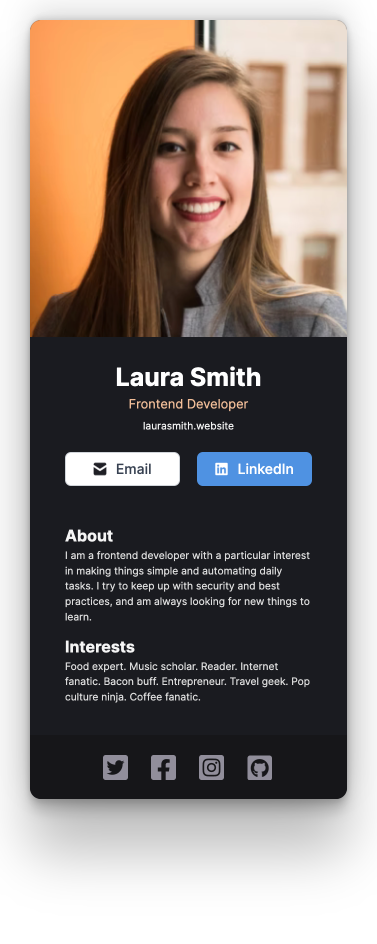 Laura Smith
Frontend Developer
laurasmith.website
Email
LinkedIn
About
I am a frontend developer with a particular interest
in making things simple and automating daily
tasks. I try to keep up with security and best
practices, and am always looking for new things to
learn.
Interests
Food expert. Music scholar. Reader. Internet
fanatic. Bacon buff. Entrepreneur. Travel geek. Pop
culture ninja. Coffee fanatic.